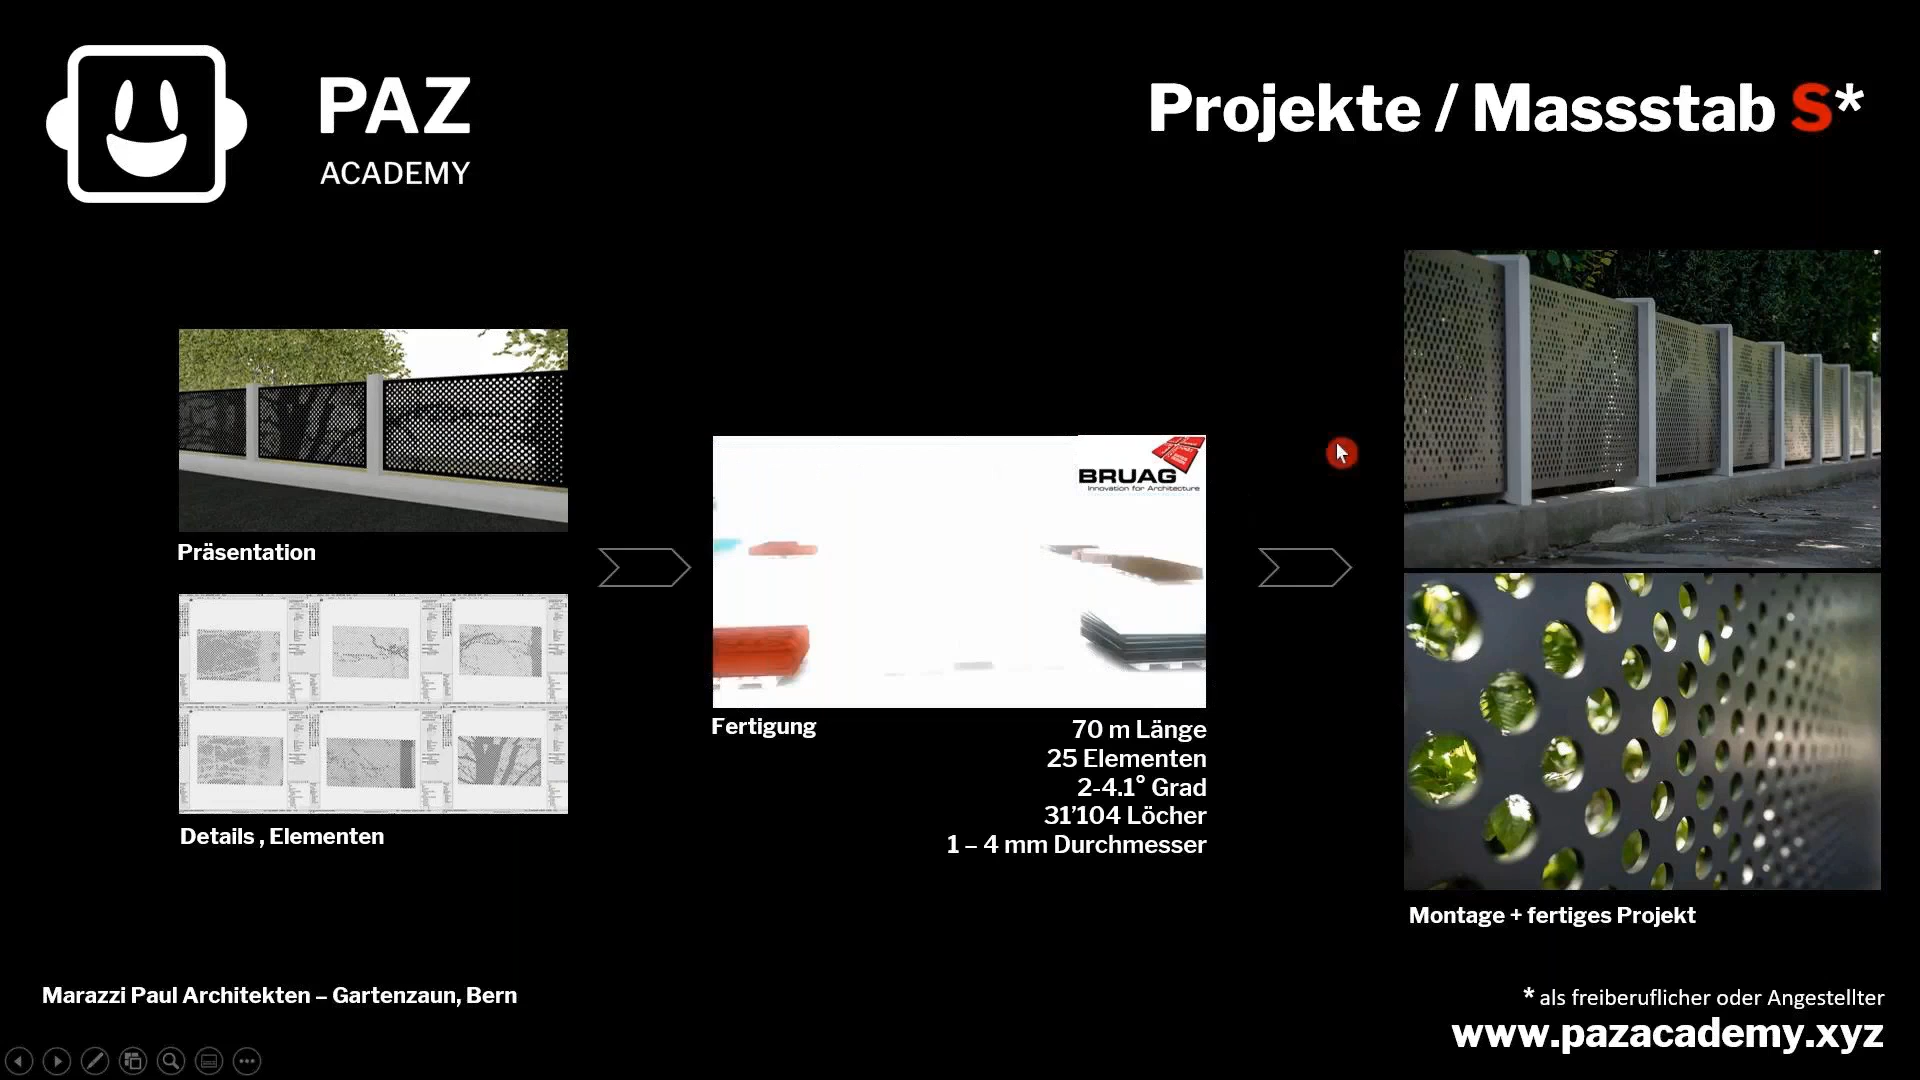 PAZ
ACADEMY
Projekte / Massstab S*
Präsentation
Details , Elementen
BRUAG
Innovation for Architecture
Fertigung
70 m Länge
25 Elementen
2-4.1° Grad
31’104 Löcher
1 – 4 mm Durchmesser
Montage + fertiges Projekt
Marazzi Paul Architekten – Gartenzaun, Bern
* als freiberuflicher oder Angestellter
www.pazacademy.xyz